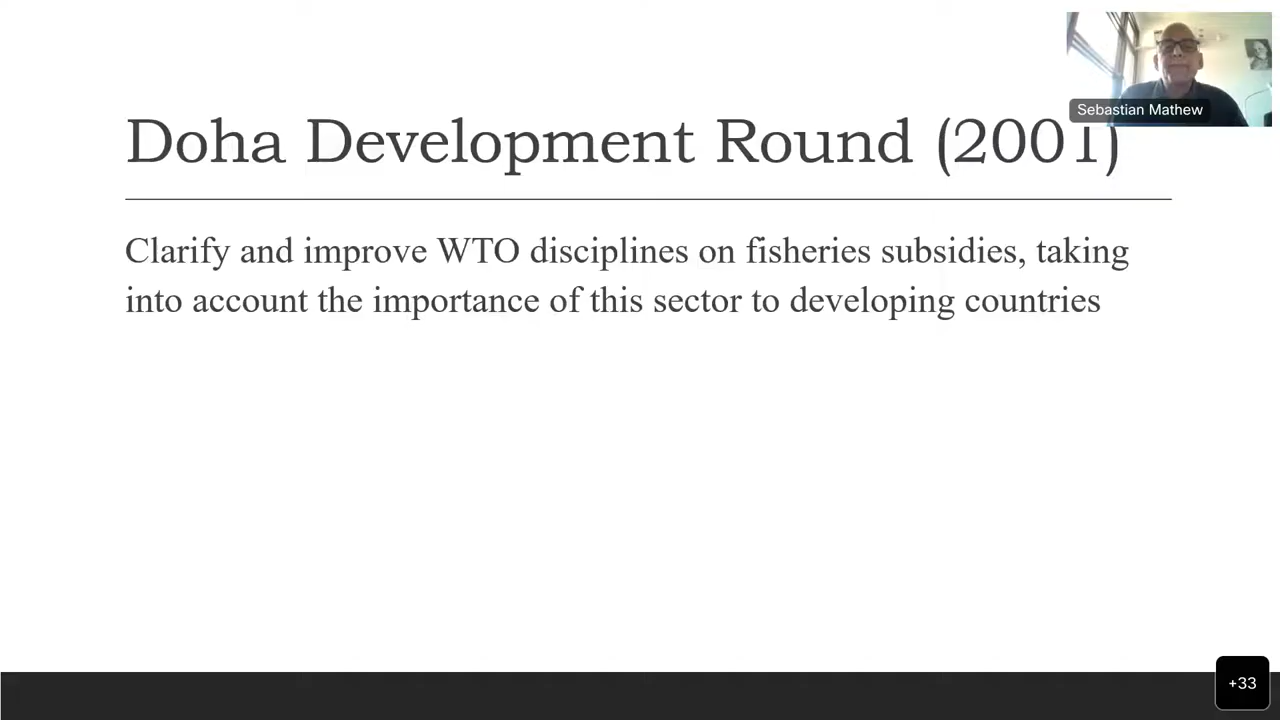 Sebastian Mathew
Doha Development Round (2001)
Clarify and improve WTO disciplines on fisheries subsidies, taking
into account the importance of this sector to developing countries
+33